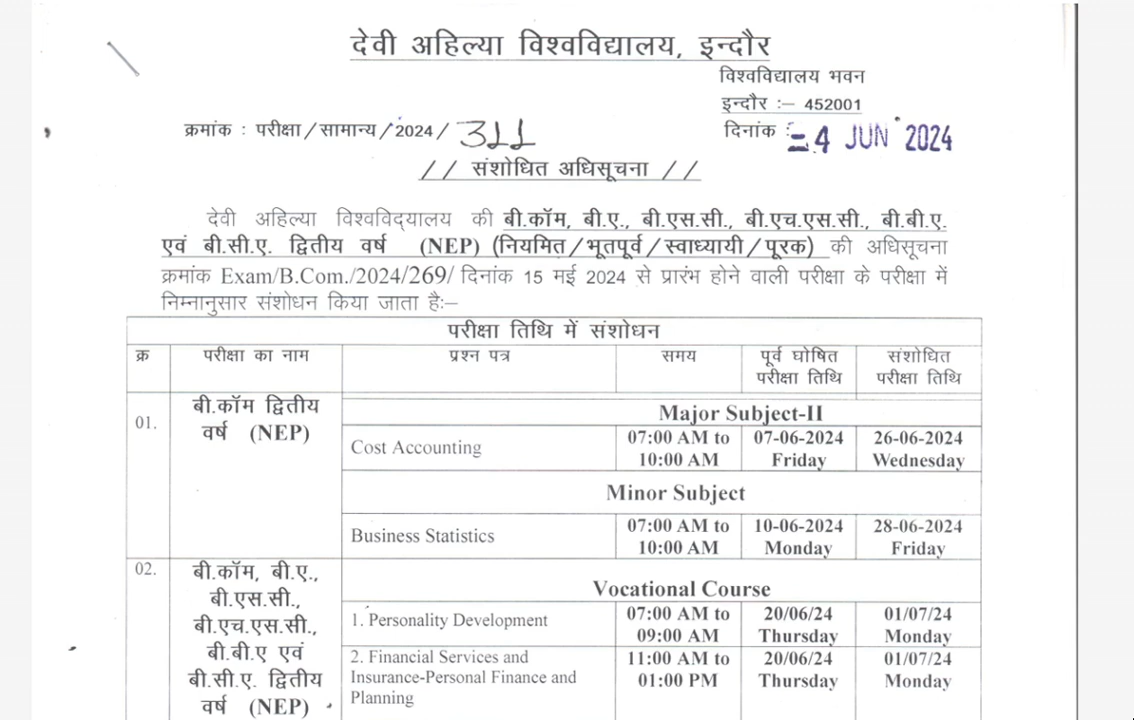 देवी अहिल्या विश्वविद्यालय, इन्दौर
विश्वविद्यालय भवन
इन्दौर :– 452001
क्रमांक : परीक्षा/सामान्य/2024/ 311
दिनांक :– 4 JUN 2024
// संशोधित अधिसूचना //
देवी अहिल्या विश्वविद्यालय की बी.कॉम, बी.ए., बी.एस.सी., बी.एच.एस.सी., बी.बी.ए.
एवं बी.सी.ए. द्वितीय वर्ष (NEP) (नियमित/भूतपूर्व/स्वाध्यायी/पूरक) की अधिसूचना
क्रमांक Exam/B.Com./2024/269/ दिनांक 15 मई 2024 से प्रारंभ होने वाली परीक्षा के परीक्षा में
निम्नानुसार संशोधन किया जाता हैः–
परीक्षा तिथि में संशोधन
क्र परीक्षा का नाम प्रश्न पत्र समय पूर्व घोषित संशोधित
परीक्षा तिथि परीक्षा तिथि
01. बी.कॉम द्वितीय
वर्ष (NEP)
Major Subject-II
Cost Accounting 07:00 AM to 07-06-2024 26-06-2024
10:00 AM Friday Wednesday
Minor Subject
Business Statistics 07:00 AM to 10-06-2024 28-06-2024
10:00 AM Monday Friday
02. बी.कॉम, बी.ए.,
बी.एस.सी.,
बी.एच.एस.सी.,
बी.बी.ए एवं
बी.सी.ए. द्वितीय
वर्ष (NEP)
Vocational Course
1. Personality Development 07:00 AM to 20/06/24 01/07/24
09:00 AM Thursday Monday
2. Financial Services and 11:00 AM to 20/06/24 01/07/24
Insurance-Personal Finance and 01:00 PM Thursday Monday
Planning